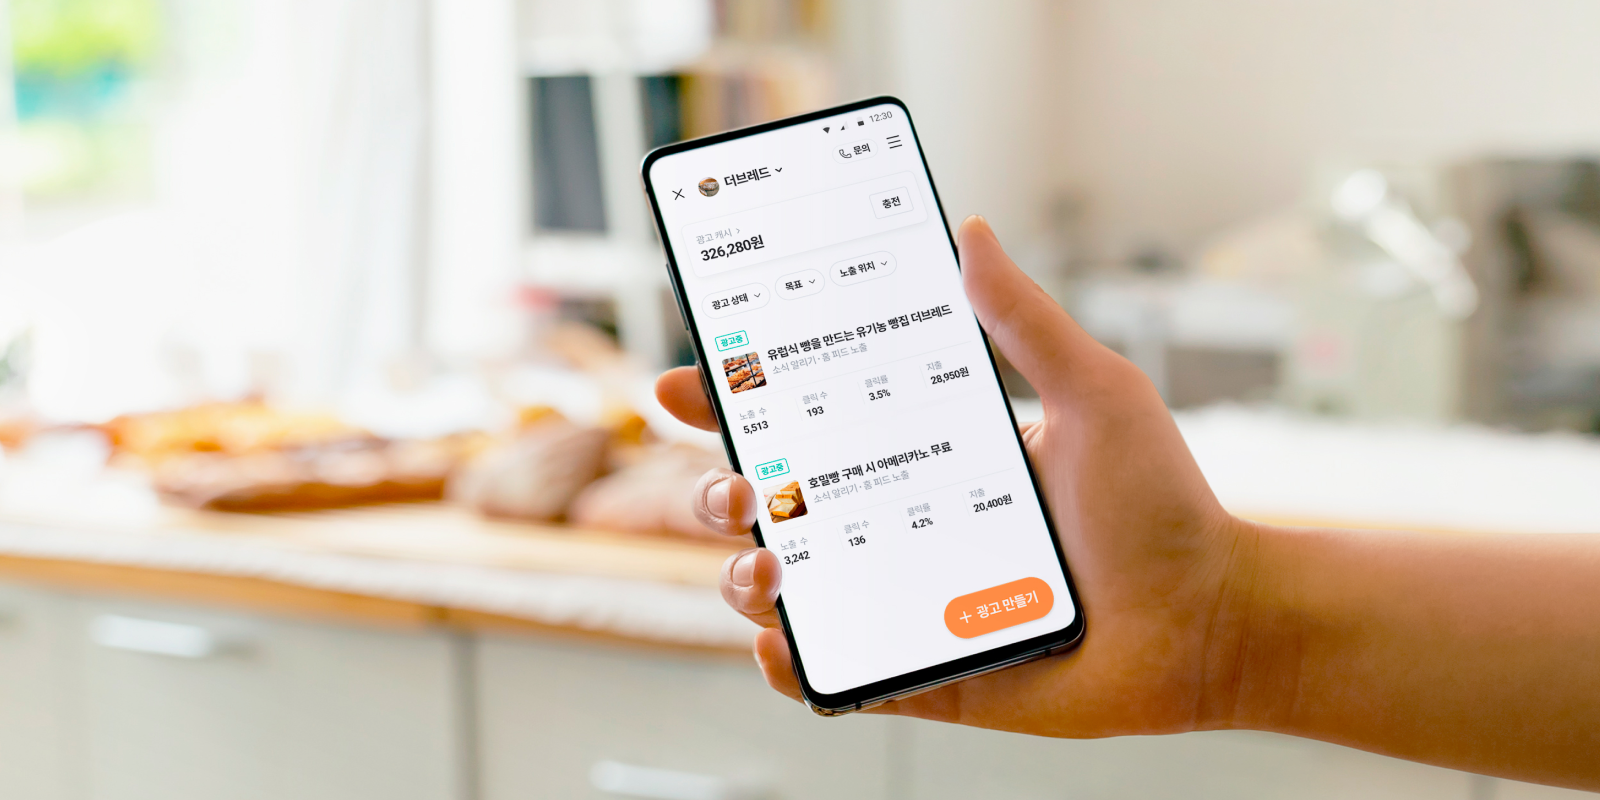 12:30
더브레드
문의
광고 캐시
충전
326,280원
광고 상태 목표 노출 위치
광고중
유럽식 빵을 만드는 유기농 빵집 더브레드
소식 알리기 · 홈 피드 노출
노출 수 클릭 수 클릭률 지출
5,513 193 3.5% 28,950원
광고중
호밀빵 구매 시 아메리카노 무료
소식 알리기 · 홈 피드 노출
노출 수 클릭 수 클릭률 지출
3,242 136 4.2% 20,400원
+ 광고 만들기